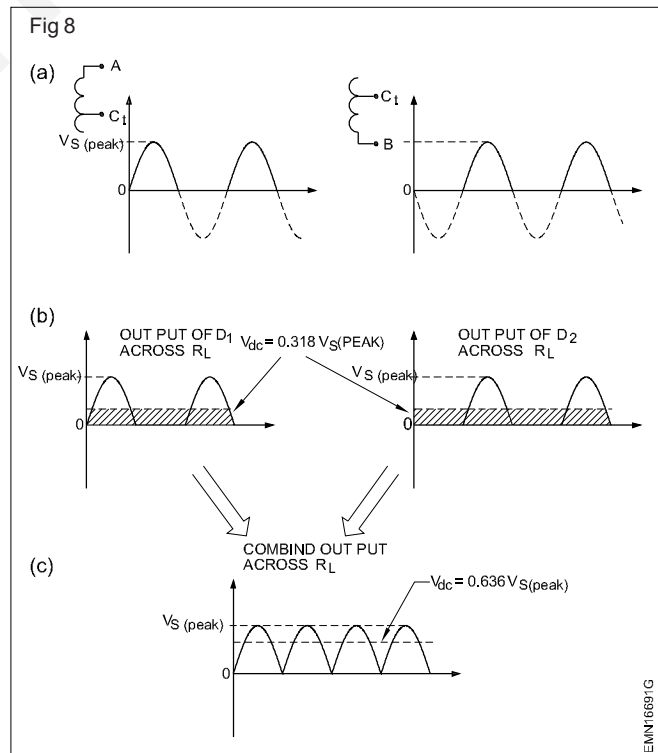 Fig 8
(a)
A
Ct
VS (peak)
0
Ct
B
0
(b)
OUT PUT OF D1
ACROSS RL
Vdc = 0.318 VS(PEAK)
OUT PUT OF D2
ACROSS RL
VS (peak)
0
VS (peak)
0
COMBIND OUT PUT
ACROSS RL
(c)
Vdc = 0.636 VS(peak)
VS (peak)
0
EMN16691G